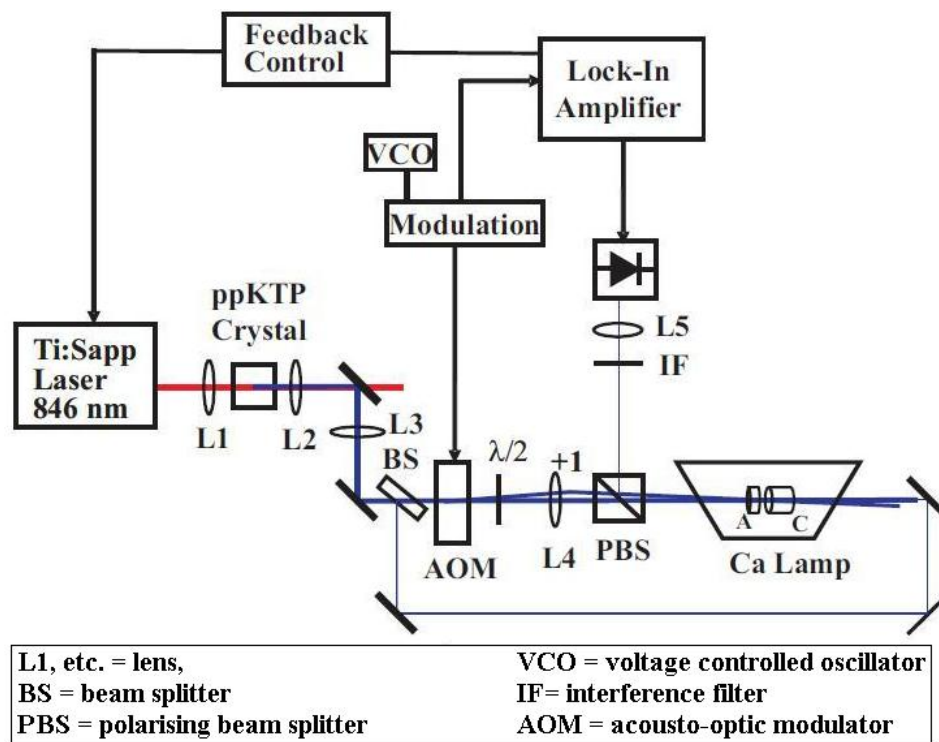 Feedback
Control
Lock-In
Amplifier
VCO
Modulation
ppKTP
Crystal
Ti:Sapp
Laser
846 nm
L1
L2
L3
BS
AOM
λ/2
+1
L4
PBS
L5
IF
A
C
Ca Lamp
L1, etc. = lens,
BS = beam splitter
PBS = polarising beam splitter
VCO = voltage controlled oscillator
IF= interference filter
AOM = acousto-optic modulator